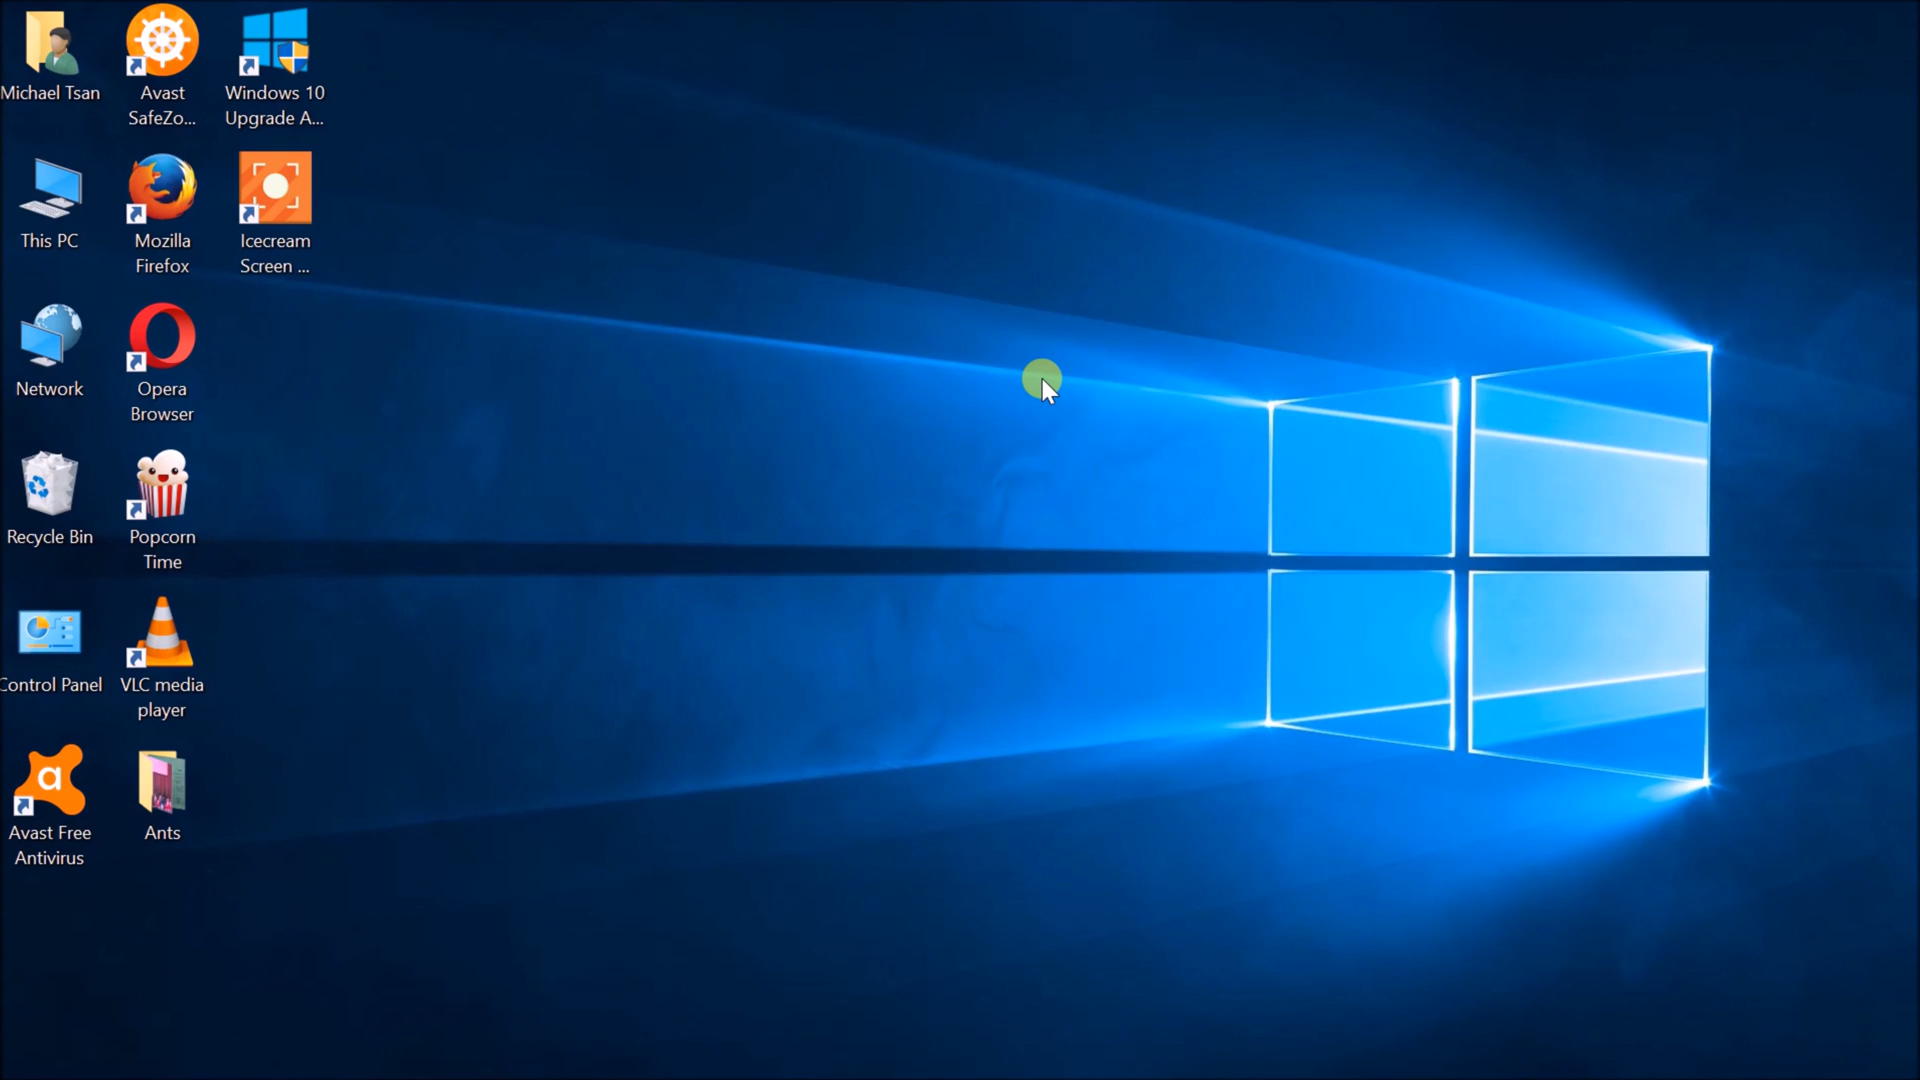 Michael Tsan
Avast
SafeZo...
Windows 10
Upgrade A...
This PC
Mozilla
Firefox
Icecream
Screen ...
Network
Opera
Browser
Recycle Bin
Popcorn
Time
Control Panel
VLC media
player
a
Avast Free
Antivirus
Ants